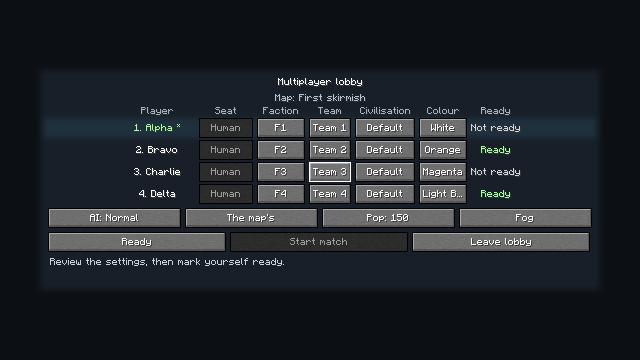 Multiplayer lobby
Map: First skirmish
Player Seat Faction Team Civilisation Colour Ready
1. Alpha * Human F1 Team 1 Default White Not ready
2. Bravo Human F2 Team 2 Default Orange Ready
3. Charlie Human F3 Team 3 Default Magenta Not ready
4. Delta Human F4 Team 4 Default Light B... Ready
AI: Normal The map's Pop: 150 Fog
Ready Start match Leave lobby
Review the settings, then mark yourself ready.